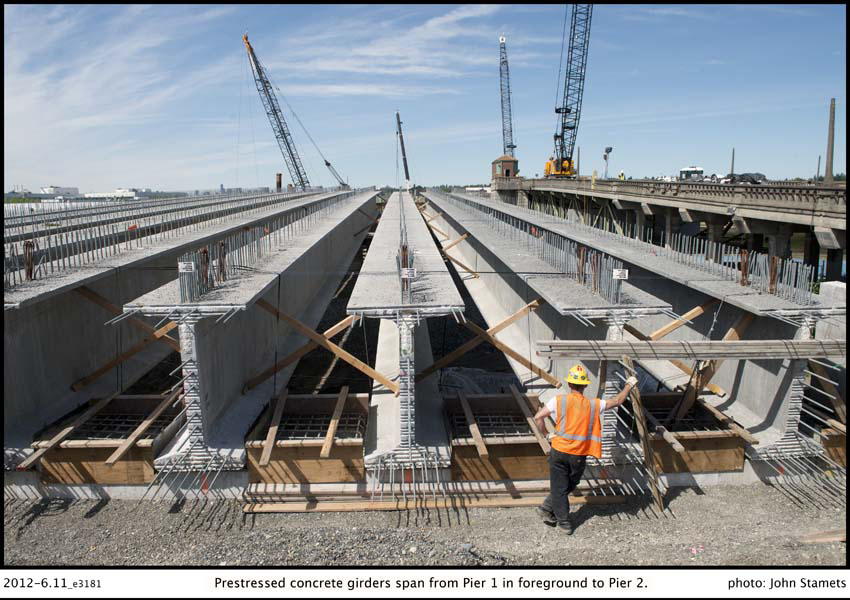 2012-6.11_e3181 Prestressed concrete girders span from Pier 1 in foreground to Pier 2. photo: John Stamets